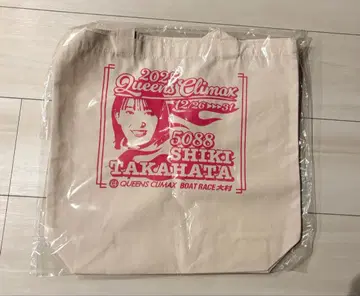 Queens Climax
5088
SHIKI
TAKAHATA
QUEENS CLIMAX BOAT RACE 大村